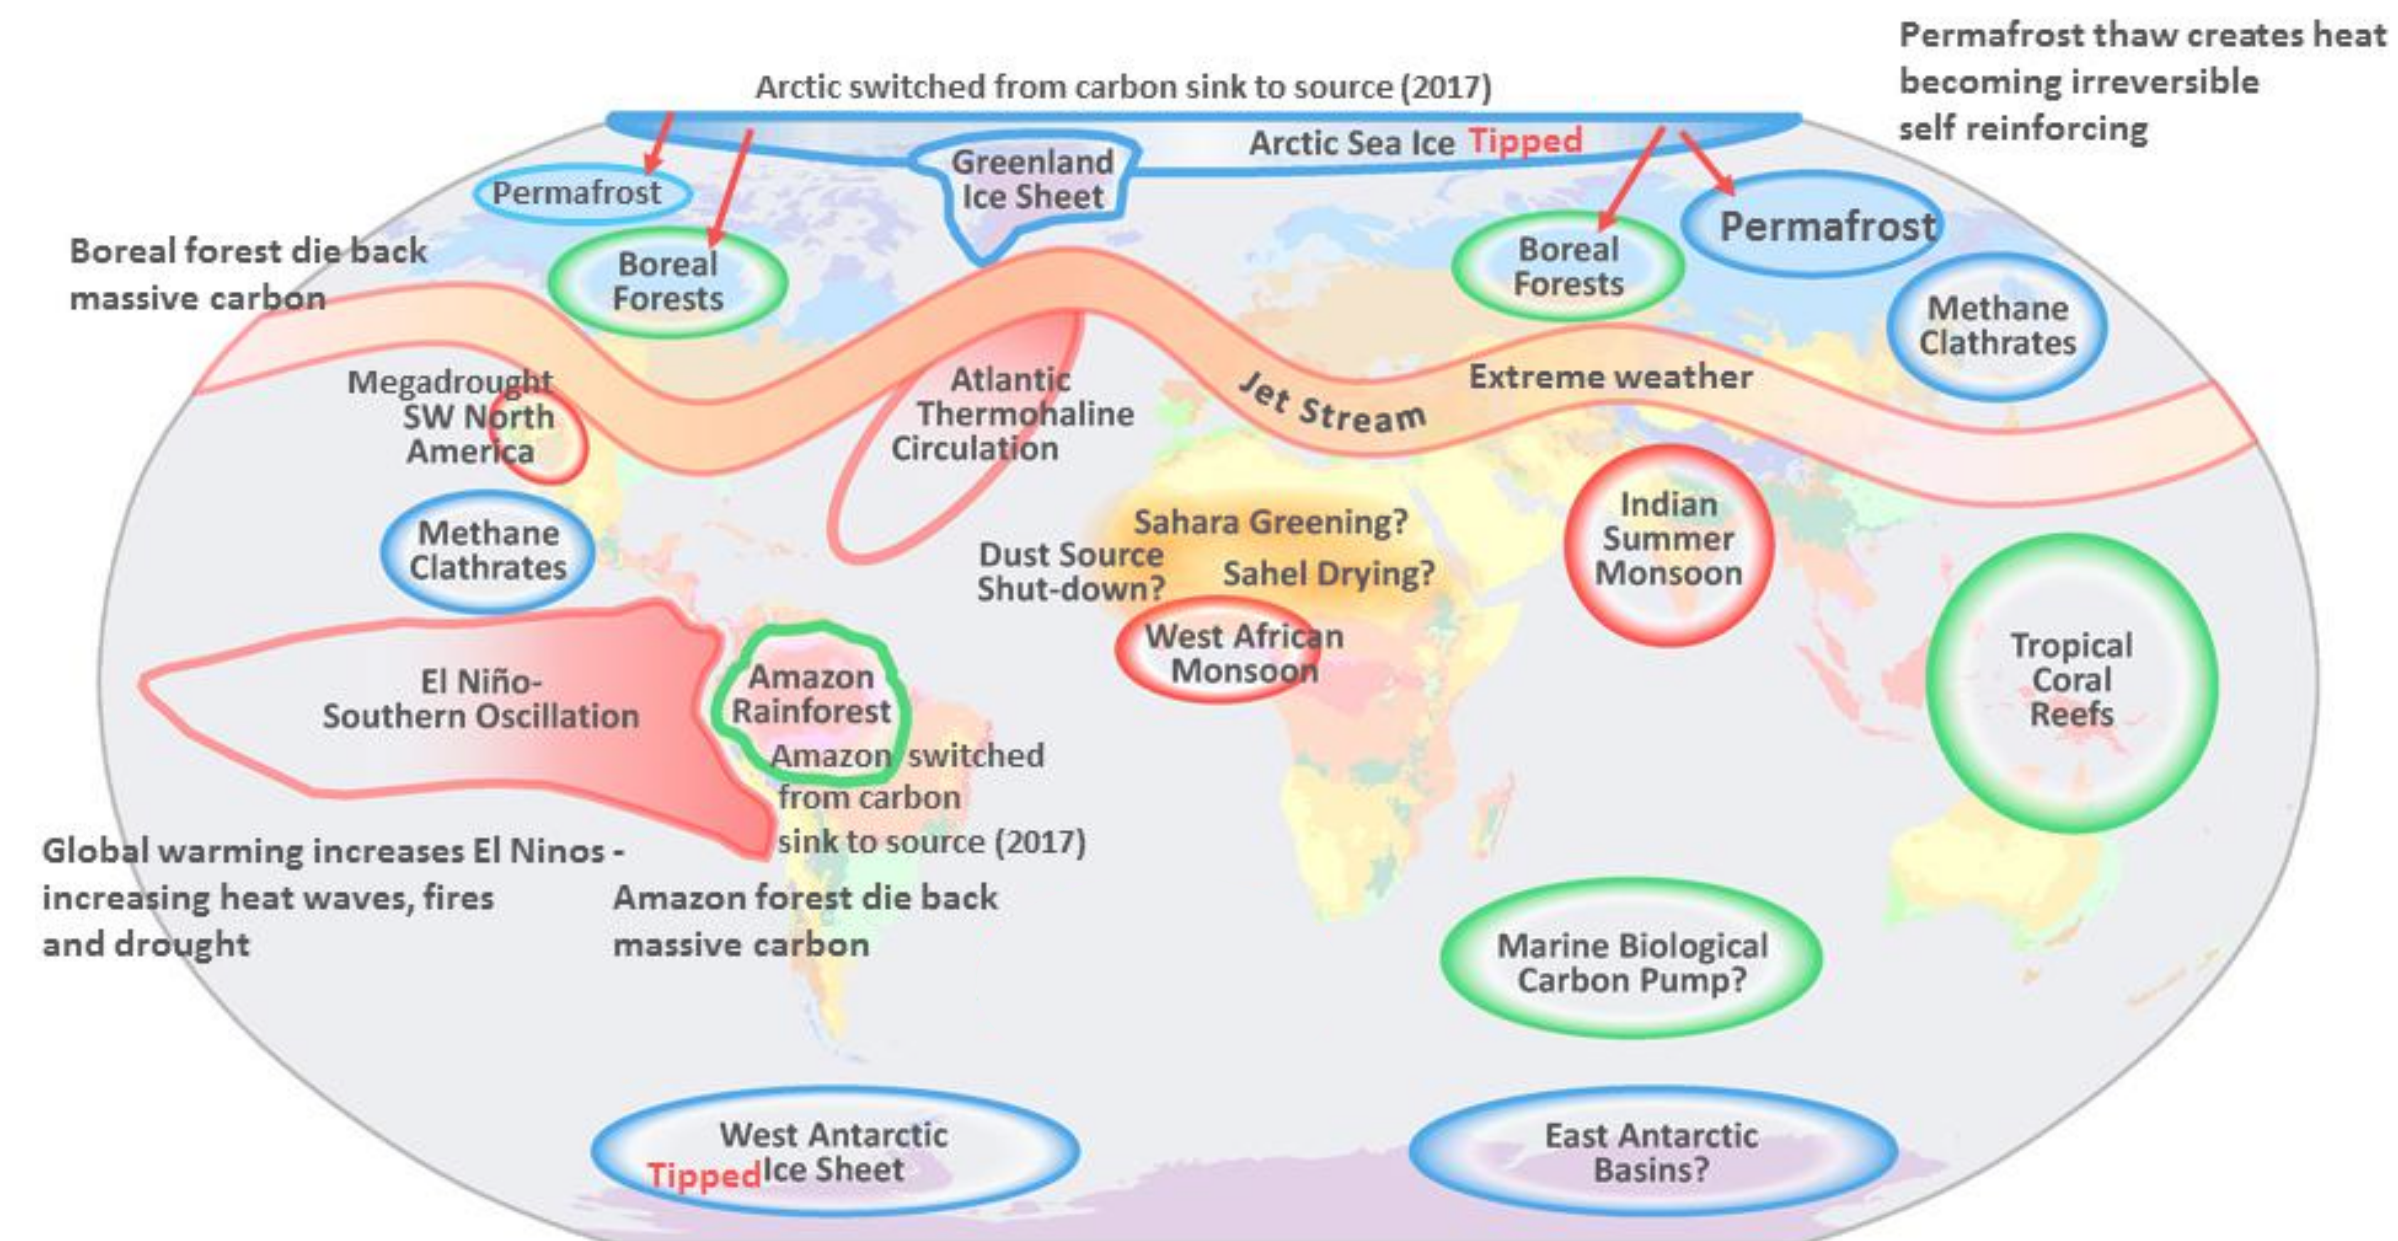 Permafrost thaw creates heat
becoming irreversible
self reinforcing
Arctic switched from carbon sink to source (2017)
Arctic Sea Ice Tipped
Greenland
Ice Sheet
Permafrost
Permafrost
Boreal forest die back
massive carbon
Boreal
Forests
Boreal
Forests
Methane
Clathrates
Megadrought
SW North
America
Atlantic
Thermohaline
Circulation
Jet Stream
Extreme weather
Methane
Clathrates
Sahara Greening?
Dust Source
Shut-down?
Sahel Drying?
Indian
Summer
Monsoon
West African
Monsoon
Tropical
Coral
Reefs
El Niño-
Southern Oscillation
Amazon
Rainforest
Amazon switched
from carbon
sink to source (2017)
Global warming increases El Ninos -
increasing heat waves, fires
and drought
Amazon forest die back
massive carbon
Marine Biological
Carbon Pump?
West Antarctic
Tipped Ice Sheet
East Antarctic
Basins?